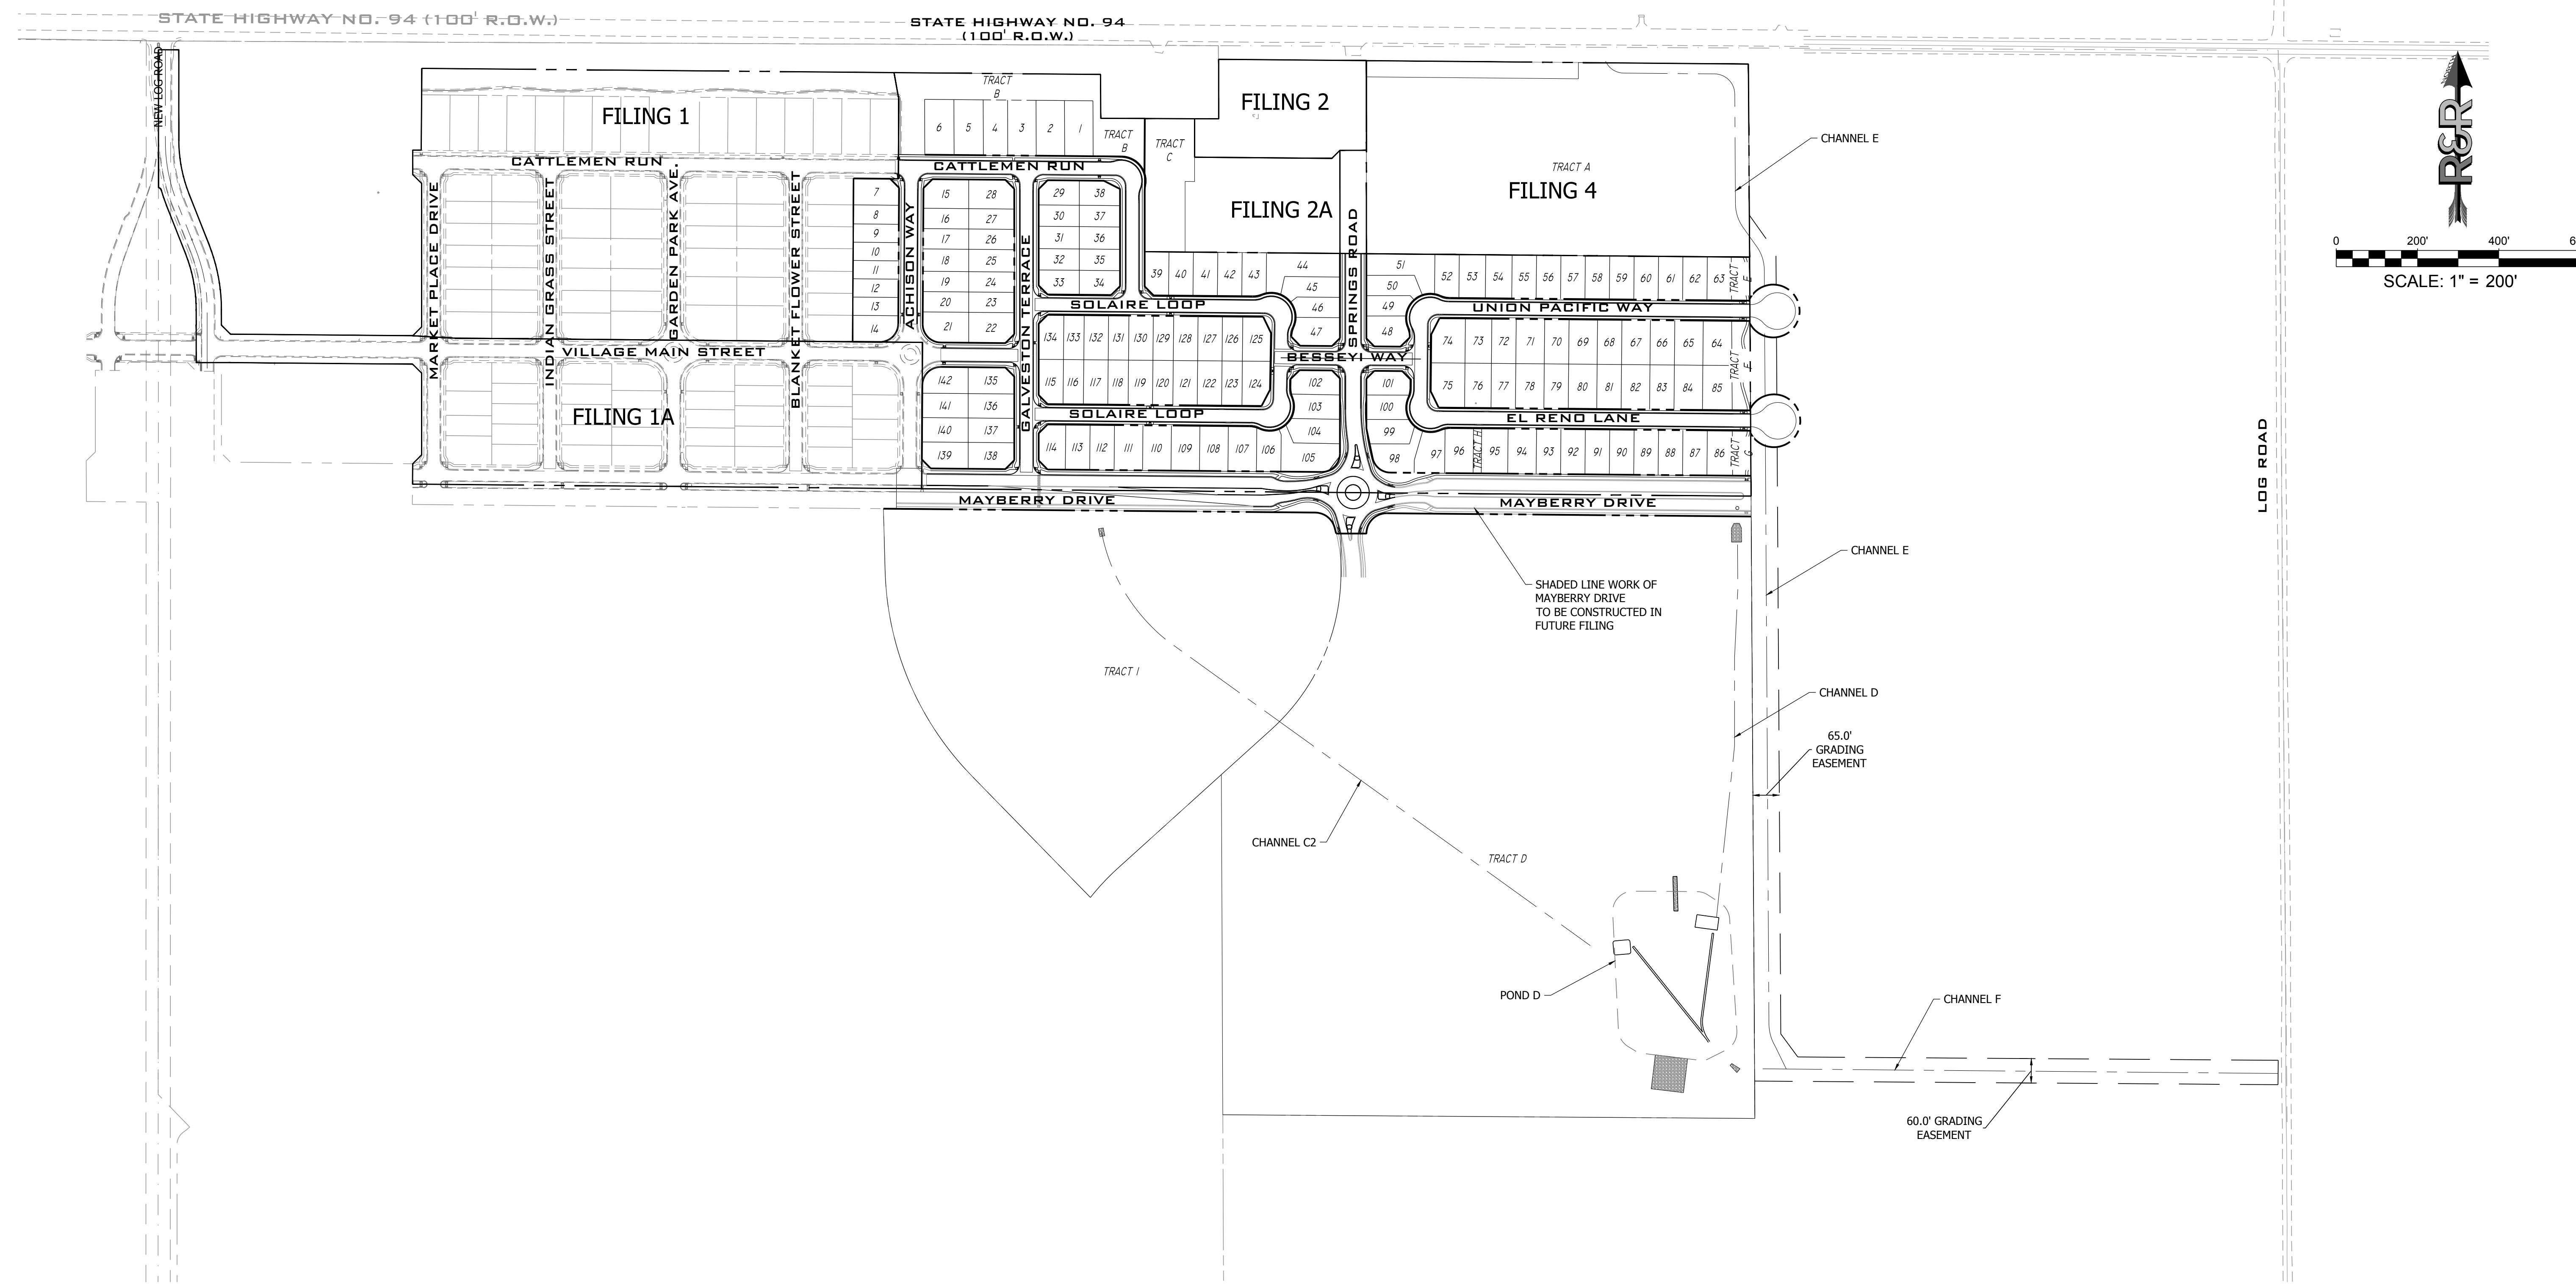 STATE HIGHWAY NO. 94 (100' R.O.W.)
STATE HIGHWAY NO. 94
(100' R.O.W.)
NEW LOG ROAD
FILING 1
TRACT
B
6 5 4 3 2 1
TRACT
B
TRACT
C
FILING 2
FILING 2A
TRACT A
FILING 4
CHANNEL E
R&R
0 200' 400' 6
SCALE: 1" = 200'
CATTLEMEN RUN
CATTLEMEN RUN
MARKET PLACE DRIVE
INDIAN GRASS STREET
GARDEN PARK AVE.
BLANKET FLOWER STREET
ACHISON WAY
GALVESTON TERRACE
SPRINGS ROAD
7
8
9
10
11
12
13
14
15 28
16 27
17 26
18 25
19 24
20 23
21 22
29 38
30 37
31 36
32 35
33 34
39 40 41 42 43
44
45
46
47
51
50
49
48
52 53 54 55 56 57 58 59 60 61 62 63
TRACT
E
SOLAIRE LOOP
UNION PACIFIC WAY
134 133 132 131 130 129 128 127 126 125
115 116 117 118 119 120 121 122 123 124
74 73 72 71 70 69 68 67 66 65 64
75 76 77 78 79 80 81 82 83 84 85
TRACT
F
VILLAGE MAIN STREET
BESSEYI WAY
FILING 1A
142 135
141 136
140 137
139 138
102
103
104
105
101
100
99
98
SOLAIRE LOOP
EL RENO LANE
114 113 112 111 110 109 108 107 106
97 96
TRACT H
95 94 93 92 91 90 89 88 87 86
TRACT
G
MAYBERRY DRIVE
MAYBERRY DRIVE
LOG ROAD
CHANNEL E
SHADED LINE WORK OF
MAYBERRY DRIVE
TO BE CONSTRUCTED IN
FUTURE FILING
TRACT I
CHANNEL D
65.0'
GRADING
EASEMENT
CHANNEL C2
TRACT D
POND D
CHANNEL F
60.0' GRADING
EASEMENT